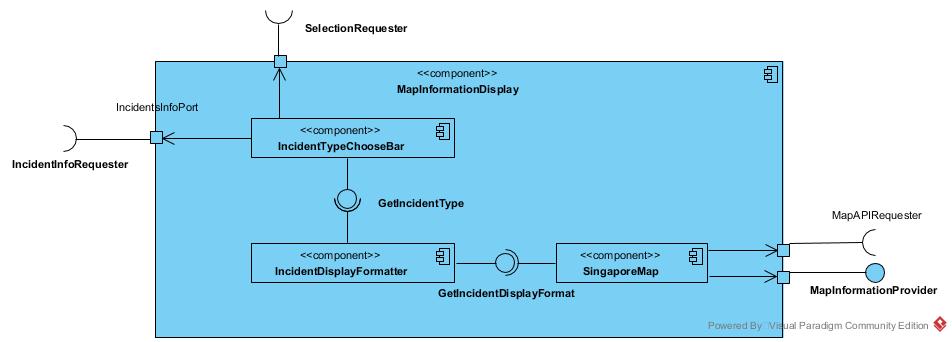 SelectionRequester
<<component>>
MapInformationDisplay
IncidentsInfoPort
<<component>>
IncidentTypeChooseBar
IncidentInfoRequester
GetIncidentType
MapAPIRequester
<<component>>
IncidentDisplayFormatter
<<component>>
SingaporeMap
GetIncidentDisplayFormat
MapInformationProvider
Powered By Visual Paradigm Community Edition